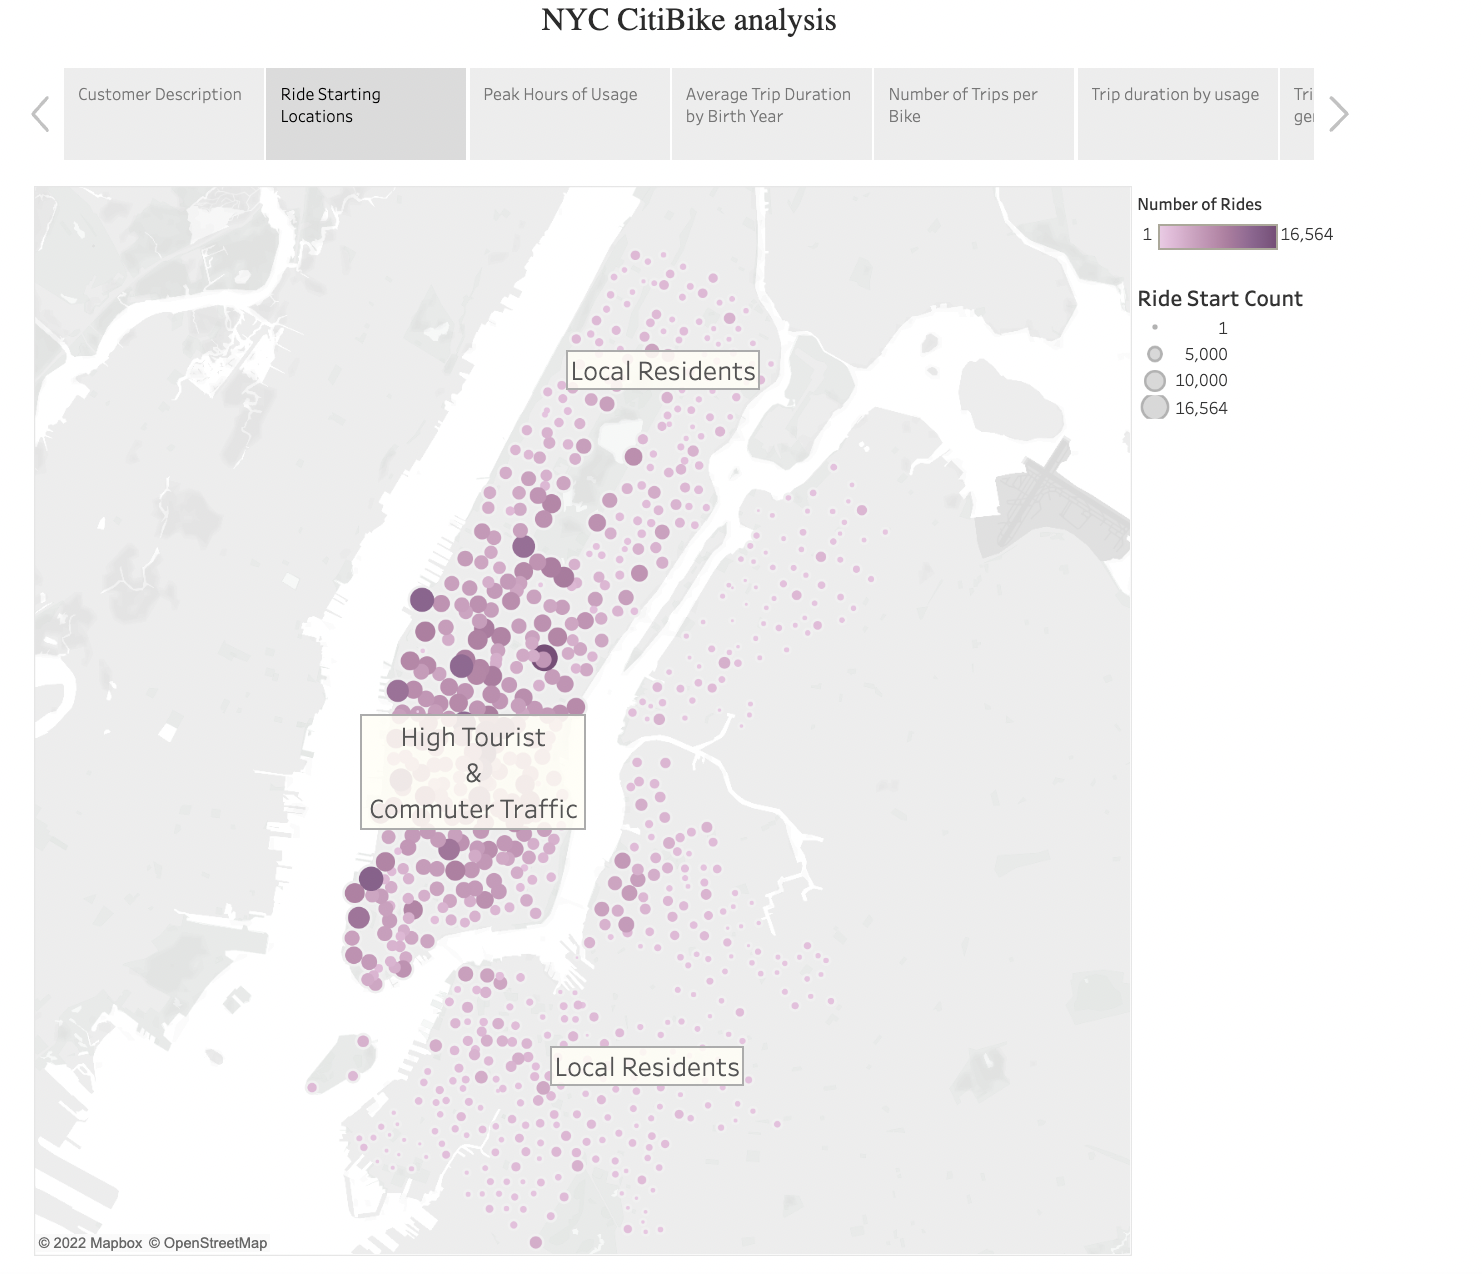 NYC CitiBike analysis
Customer Description
Ride Starting
Locations
Peak Hours of Usage
Average Trip Duration
by Birth Year
Number of Trips per
Bike
Trip duration by usage
Tri
ge
Number of Rides
1
16,564
Ride Start Count
1
5,000
10,000
16,564
Local Residents
High Tourist
&
Commuter Traffic
Local Residents
© 2022 Mapbox © OpenStreetMap